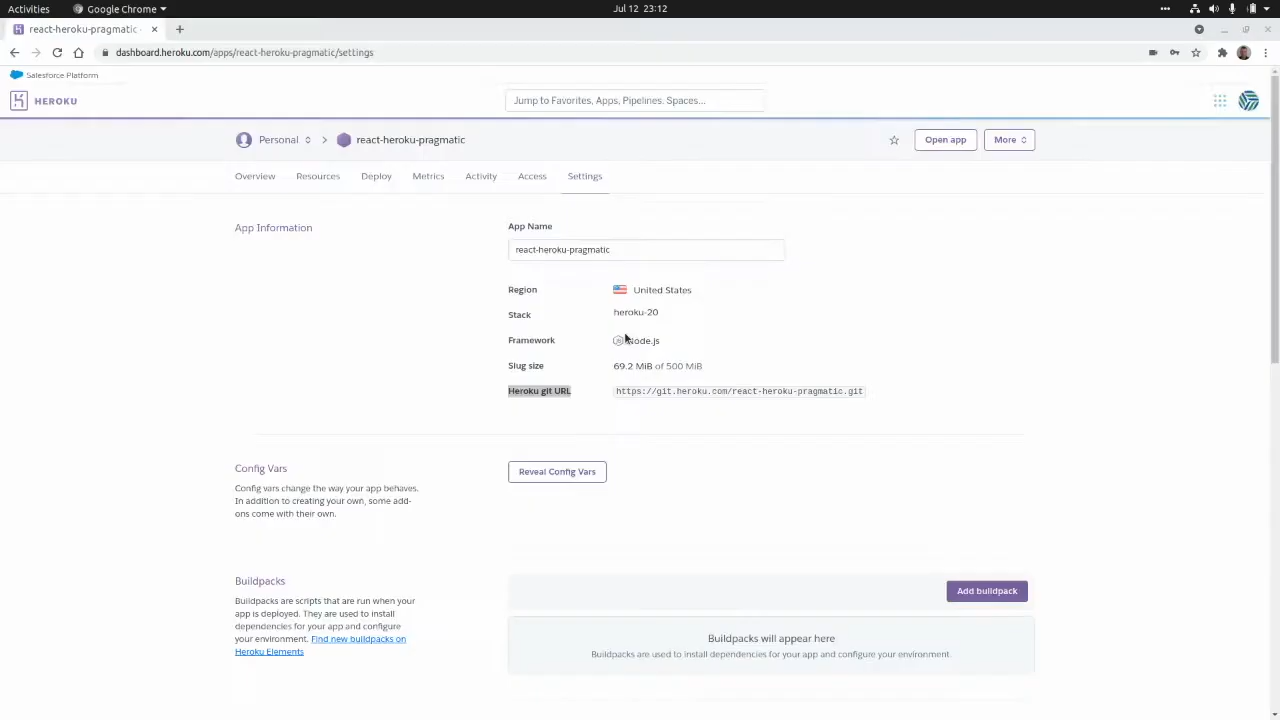 Activities
Google Chrome
Jul 12 23:12
react-heroku-pragmatic ·
dashboard.heroku.com/apps/react-heroku-pragmatic/settings
Salesforce Platform
HEROKU
Jump to Favorites, Apps, Pipelines. Spaces...
Personal
react-heroku-pragmatic
Open app
More
Overview
Resources
Deploy
Metrics
Activity
Access
Settings
App Information
App Name
react-heroku-pragmatic
Region
United States
Stack
heroku-20
Framework
Node.js
Slug size
69.2 MiB of 500 MiB
Heroku git URL
https://git.heroku.com/react-heroku-pragmatic.git
Config Vars
Config vars change the way your app behaves.
In addition to creating your own, some add-
ons come with their own.
Reveal Config Vars
Buildpacks
Buildpacks are scripts that are run when your
app is deployed. They are used to install
dependencies for your app and configure
your environment. Find new buildpacks on
Heroku Elements
Add buildpack
Buildpacks will appear here
Buildpacks are used to install dependencies for your app and configure your environment.